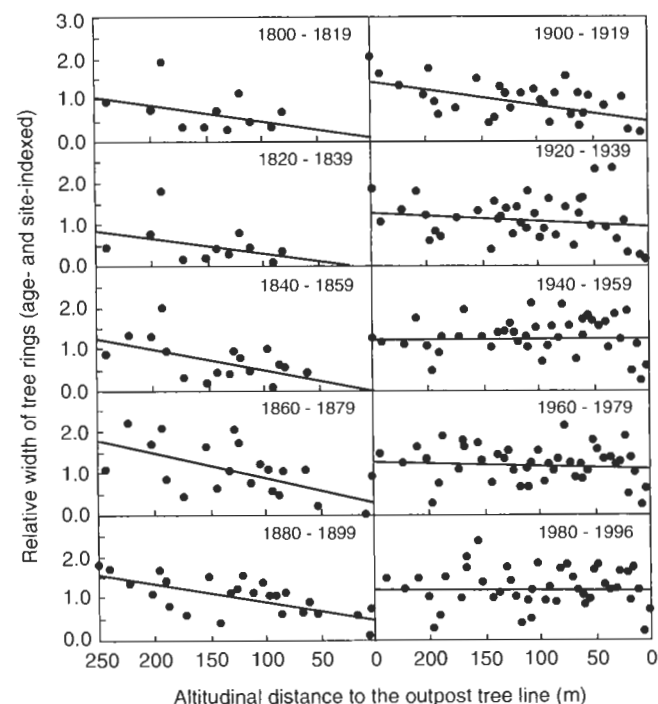 Relative width of tree rings (age- and site-indexed)
3.0
2.0
1.0
0.0
1800 - 1819
1900 - 1919
2.0
1.0
0.0
1820 - 1839
1920 - 1939
2.0
1.0
0.0
1840 - 1859
1940 - 1959
2.0
1.0
0.0
1860 - 1879
1960 - 1979
2.0
1.0
0.0
1880 - 1899
1980 - 1996
250 200 150 100 50 0 200 150 100 50 0
Altitudinal distance to the outpost tree line (m)